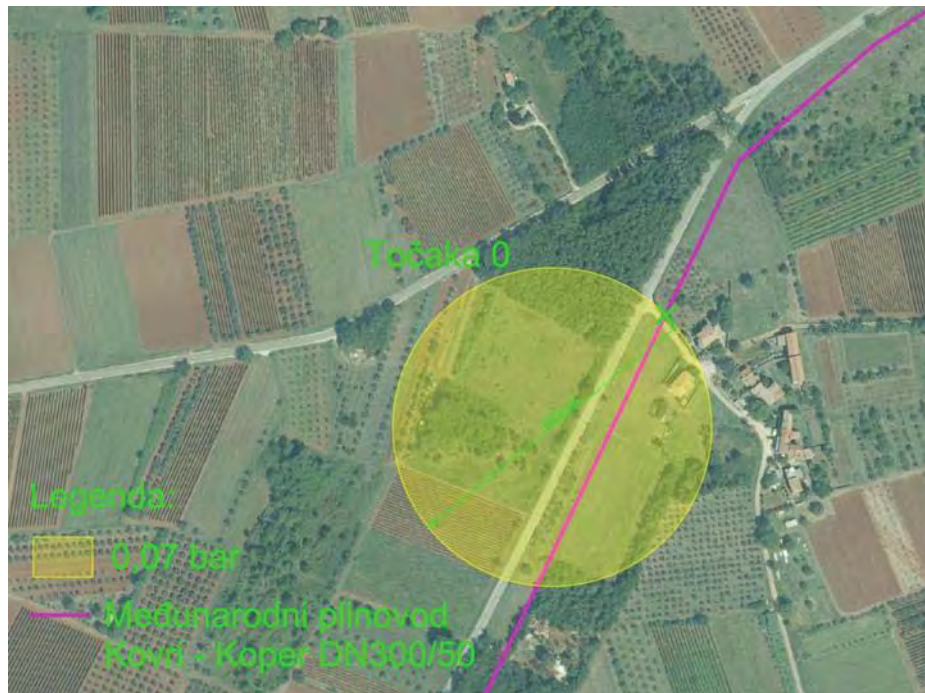 Točaka 0
Legenda:
0,07 bar
Međunarodni plinovod
Kovri - Koper DN300/50